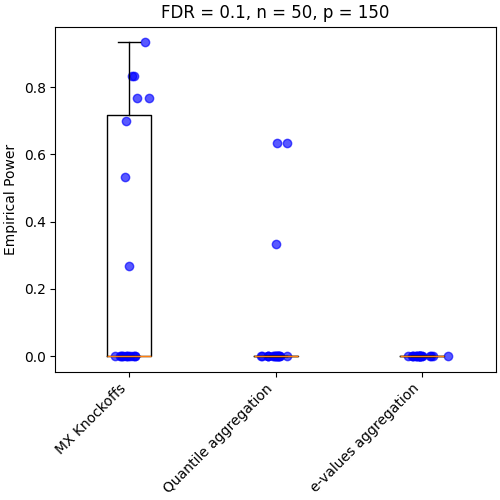 FDR = 0.1, n = 50, p = 150
Empirical Power
0.8
0.6
0.4
0.2
0.0
MX Knockoffs
Quantile aggregation
e-values aggregation